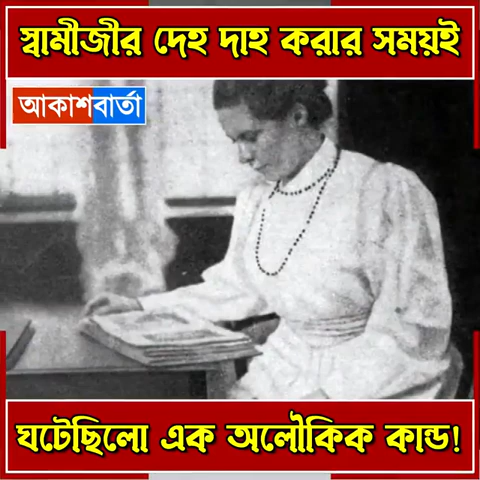 স্বামীজীর দেহ দাহ করার সময়ই
আকাশবার্তা
ঘটেছিলো এক অলৌকিক কান্ড!